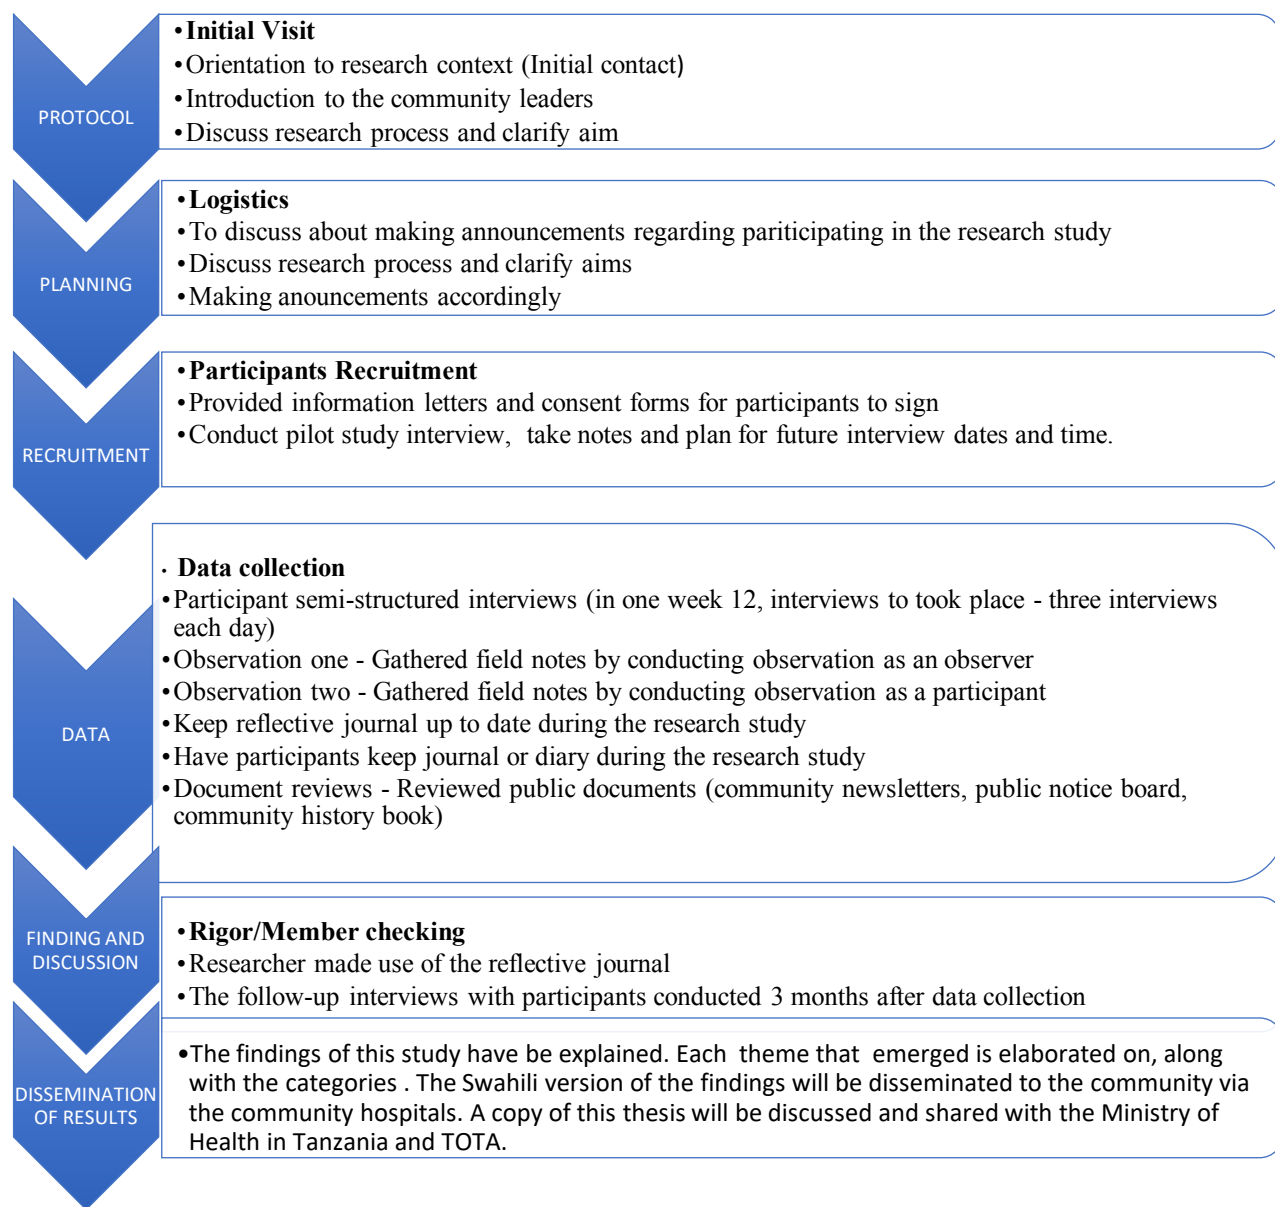 PROTOCOL
•Initial Visit
•Orientation to research context (Initial contact)
•Introduction to the community leaders
•Discuss research process and clarify aim
PLANNING
•Logistics
•To discuss about making announcements regarding pariticipating in the research study
•Discuss research process and clarify aims
•Making anouncements accordingly
RECRUITMENT
•Participants Recruitment
•Provided information letters and consent forms for participants to sign
•Conduct pilot study interview, take notes and plan for future interview dates and time.
DATA
• Data collection
•Participant semi-structured interviews (in one week 12, interviews to took place - three interviews
each day)
•Observation one - Gathered field notes by conducting observation as an observer
•Observation two - Gathered field notes by conducting observation as a participant
•Keep reflective journal up to date during the research study
•Have participants keep journal or diary during the research study
•Document reviews - Reviewed public documents (community newsletters, public notice board,
community history book)
FINDING AND
DISCUSSION
•Rigor/Member checking
•Researcher made use of the reflective journal
•The follow-up interviews with participants conducted 3 months after data collection
DISSEMINATION
OF RESULTS
•The findings of this study have be explained. Each theme that emerged is elaborated on, along
with the categories . The Swahili version of the findings will be disseminated to the community via
the community hospitals. A copy of this thesis will be discussed and shared with the Ministry of
Health in Tanzania and TOTA.